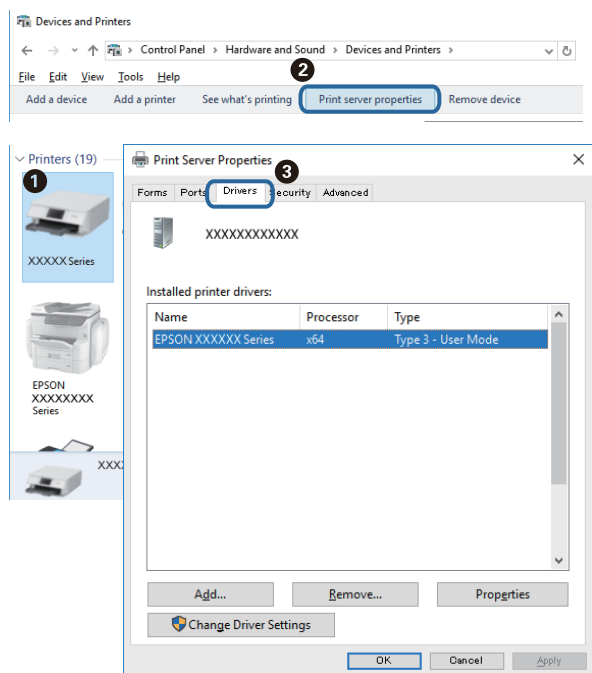 Devices and Printers
Control Panel > Hardware and Sound > Devices and Printers >
File Edit View Tools Help
2
Add a device Add a printer See what's printing Print server properties Remove device
Printers (19)
1
XXXXX Series
EPSON
XXXXXXXX
Series
XXX
Print Server Properties
3
Forms Ports Drivers Security Advanced
XXXXXXXXXXXX
Installed printer drivers:
Name Processor Type
EPSON XXXXXX Series x64 Type 3 - User Mode
Add... Remove... Properties
Change Driver Settings
OK Cancel Apply